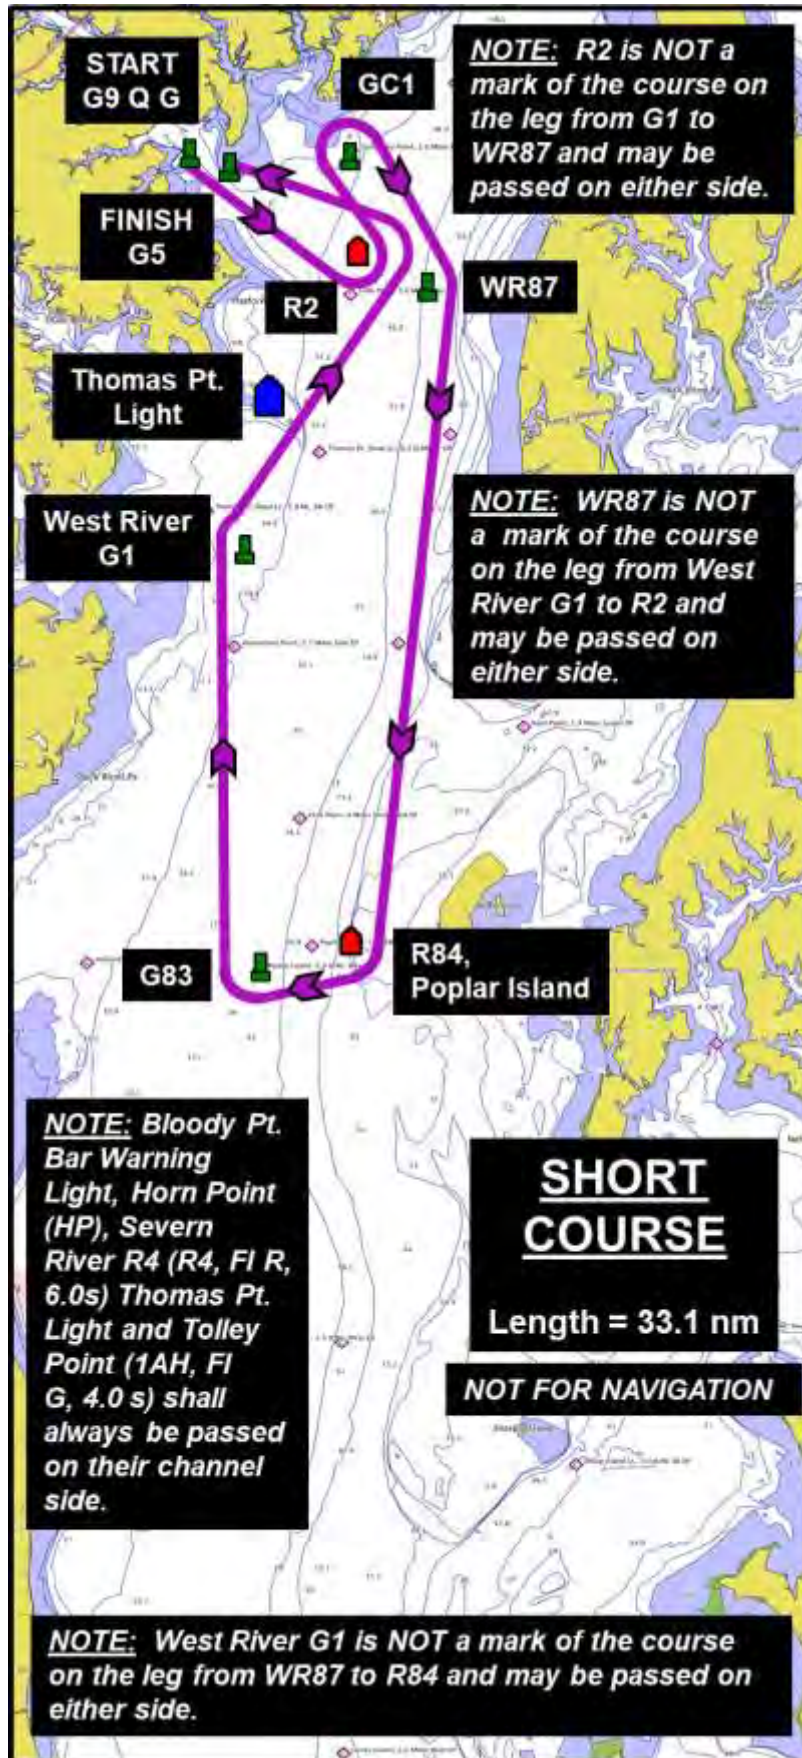 START
G9 Q G
GC1
NOTE: R2 is NOT a
mark of the course on
the leg from G1 to
WR87 and may be
passed on either side.
FINISH
G5
R2
WR87
Thomas Pt.
Light
West River
G1
NOTE: WR87 is NOT
a mark of the course
on the leg from West
River G1 to R2 and
may be passed on
either side.
G83
R84,
Poplar Island
NOTE: Bloody Pt.
Bar Warning
Light, Horn Point
(HP), Severn
River R4 (R4, Fl R,
6.0s) Thomas Pt.
Light and Tolley
Point (1AH, Fl
G, 4.0 s) shall
always be passed
on their channel
side.
SHORT
COURSE
Length = 33.1 nm
NOT FOR NAVIGATION
NOTE: West River G1 is NOT a mark of the course
on the leg from WR87 to R84 and may be passed on
either side.